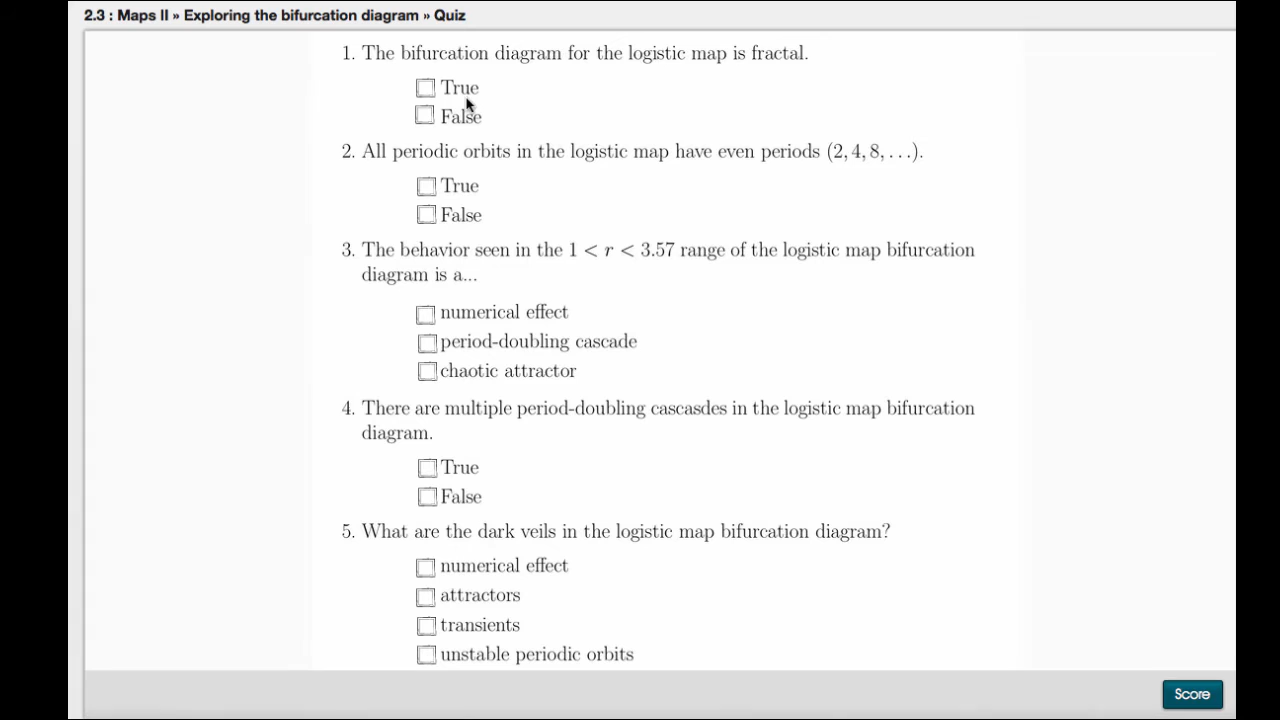 2.3 : Maps II » Exploring the bifurcation diagram » Quiz
1. The bifurcation diagram for the logistic map is fractal.
True
False
2. All periodic orbits in the logistic map have even periods (2, 4, 8, . . .).
True
False
3. The behavior seen in the 1 < r < 3.57 range of the logistic map bifurcation
diagram is a...
numerical effect
period-doubling cascade
chaotic attractor
4. There are multiple period-doubling cascasdes in the logistic map bifurcation
diagram.
True
False
5. What are the dark veils in the logistic map bifurcation diagram?
numerical effect
attractors
transients
unstable periodic orbits
Score